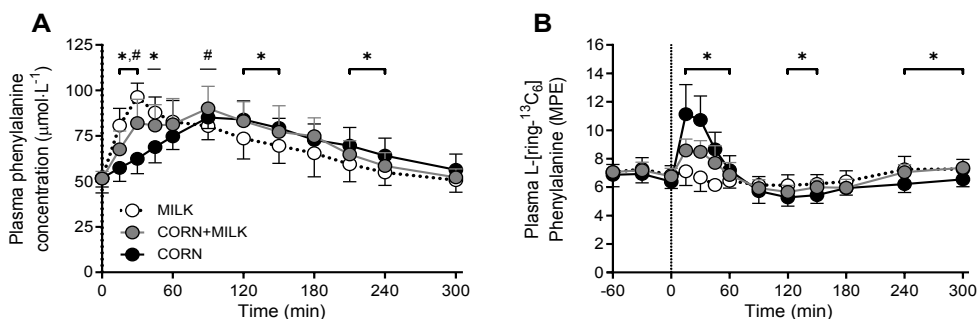 A
Plasma phenylalanine
concentration (µmol·L⁻¹)
125
100
75
50
25
0
*,# * # * *
MILK
CORN+MILK
CORN
0 60 120 180 240 300
Time (min)
B
Plasma L-[ring-¹³C₆]
Phenylalanine (MPE)
16
14
12
10
8
6
4
2
0
* * *
-60 0 60 120 180 240 300
Time (min)